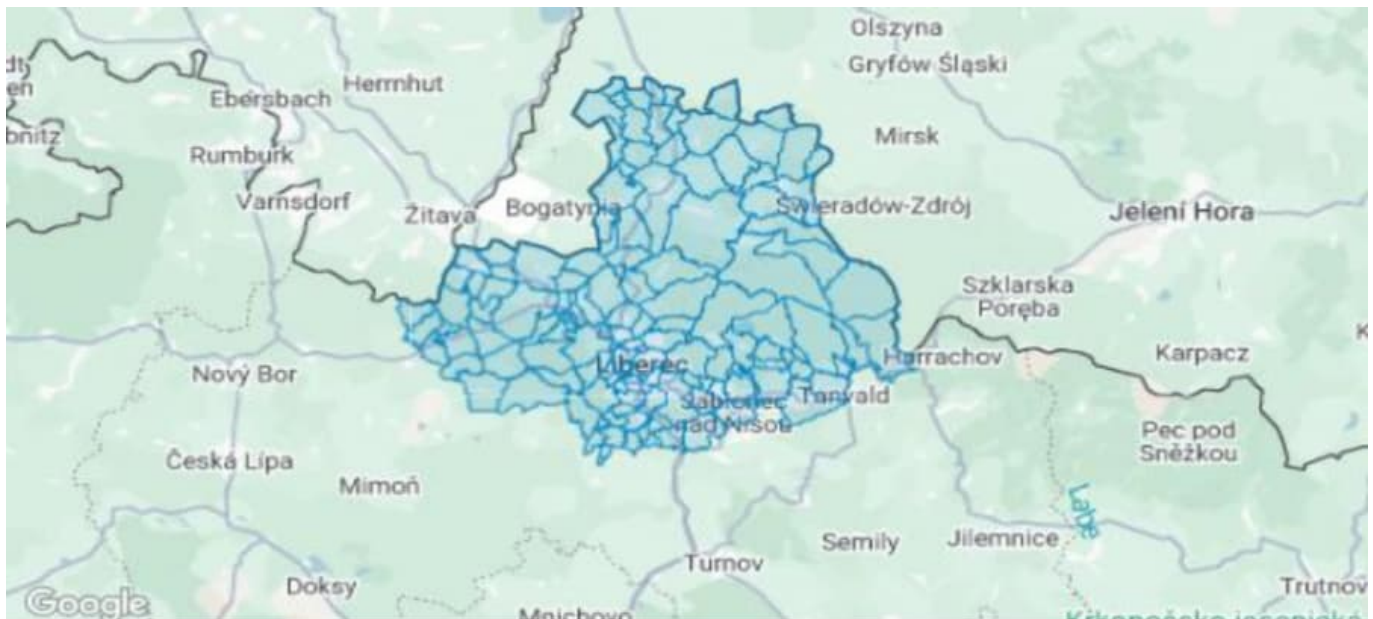 Olszyna
Gryfów Śląski
Herrnhut
Ebersbach
Mirsk
Rumburk
Varnsdorf
Žitava
Bogatynia
Świeradów-Zdrój
Jelení Hora
Szklarska
Poręba
Harrachov
Karpacz
Liberec
Nový Bor
Tanvald
Jablonec
nad Nisou
Pec pod
Sněžkou
Česká Lípa
Mimoň
Labe
Semily
Jilemnice
Turnov
Doksy
Trutnov
Google